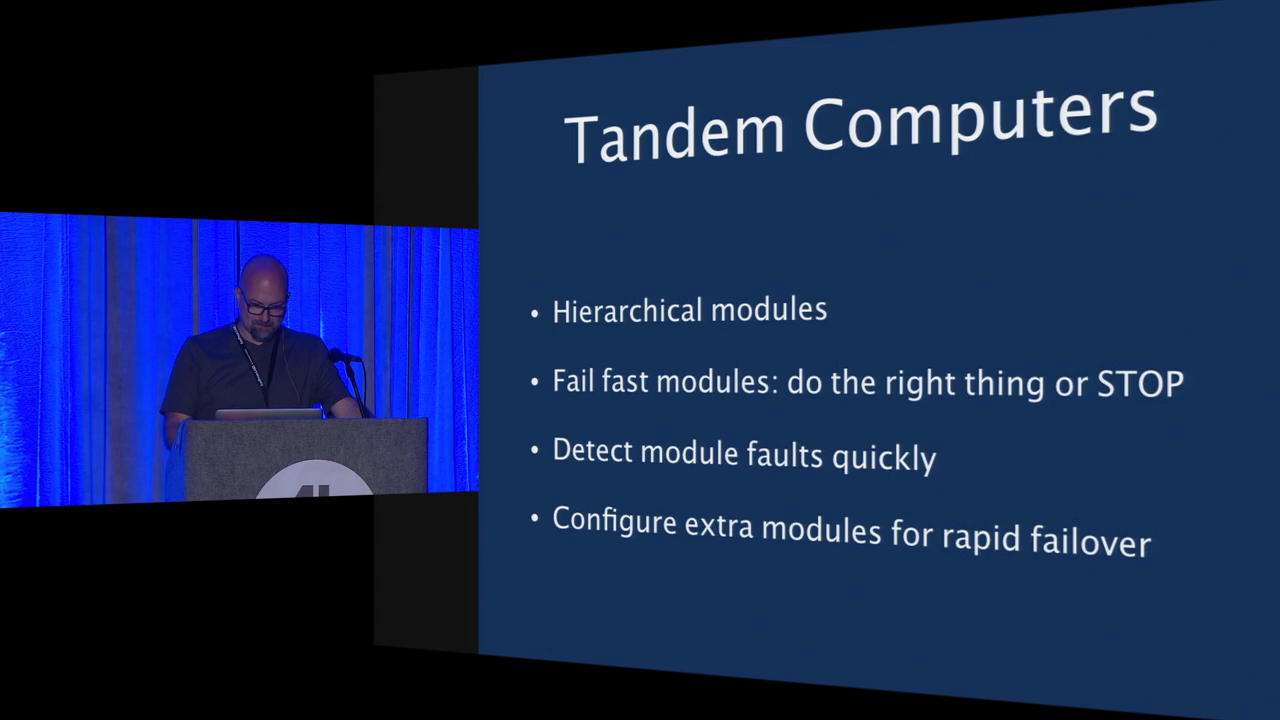 Tandem Computers
• Hierarchical modules
• Fail fast modules: do the right thing or STOP
• Detect module faults quickly
• Configure extra modules for rapid failover